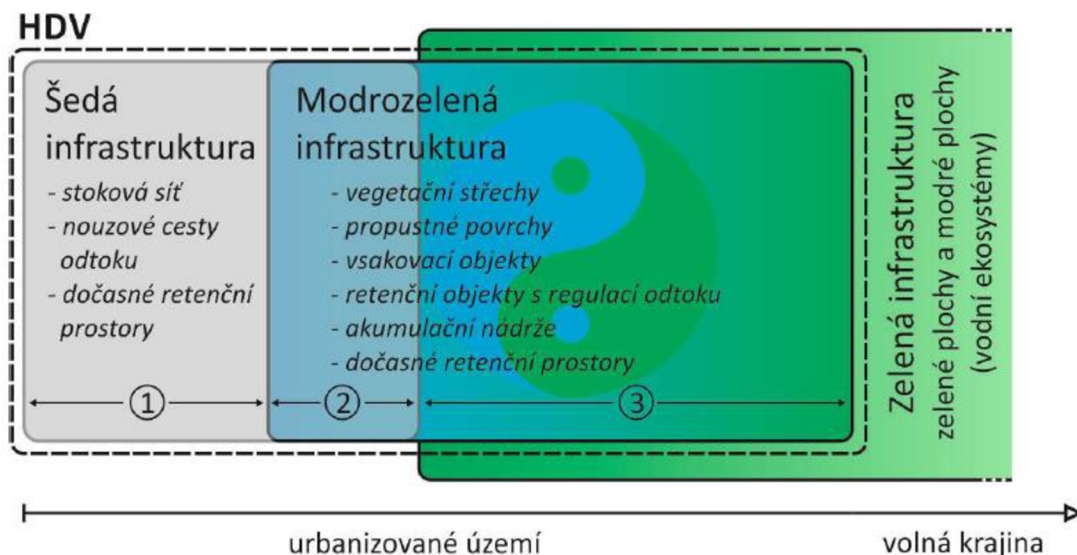 HDV
Šedá
infrastruktura
- stoková síť
- nouzové cesty
odtoku
- dočasné retenční
prostory
Modrozelená
infrastruktura
- vegetační střechy
- propustné povrchy
- vsakovací objekty
- retenční objekty s regulací odtoku
- akumulační nádrže
- dočasné retenční prostory
1
2
3
Zelená infrastruktura
zelené plochy a modré plochy
(vodní ekosystémy)
urbanizované území
volná krajina